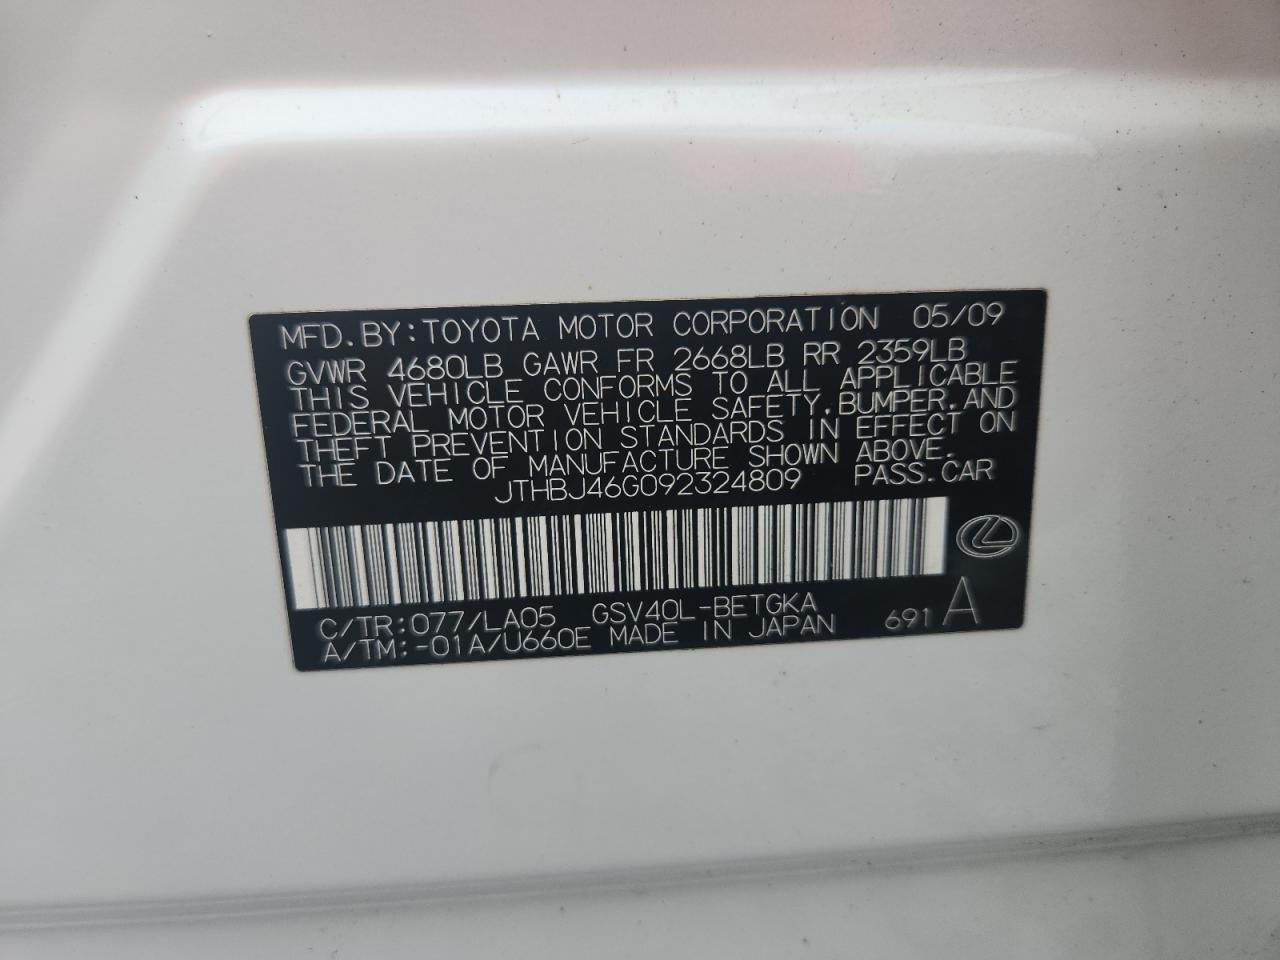 MFD.BY:TOYOTA MOTOR CORPORATION 05/09
GVWR 4680LB GAWR FR 2668LB RR 2359LB
THIS VEHICLE CONFORMS TO ALL APPLICABLE
FEDERAL MOTOR VEHICLE SAFETY,BUMPER,AND
THEFT PREVENTION STANDARDS IN EFFECT ON
THE DATE OF MANUFACTURE SHOWN ABOVE.
JTHBJ46G092324809 PASS.CAR
C/TR:077/LA05 GSV40L-BETGKA
A/TM:-01A/U660E MADE IN JAPAN 691 A